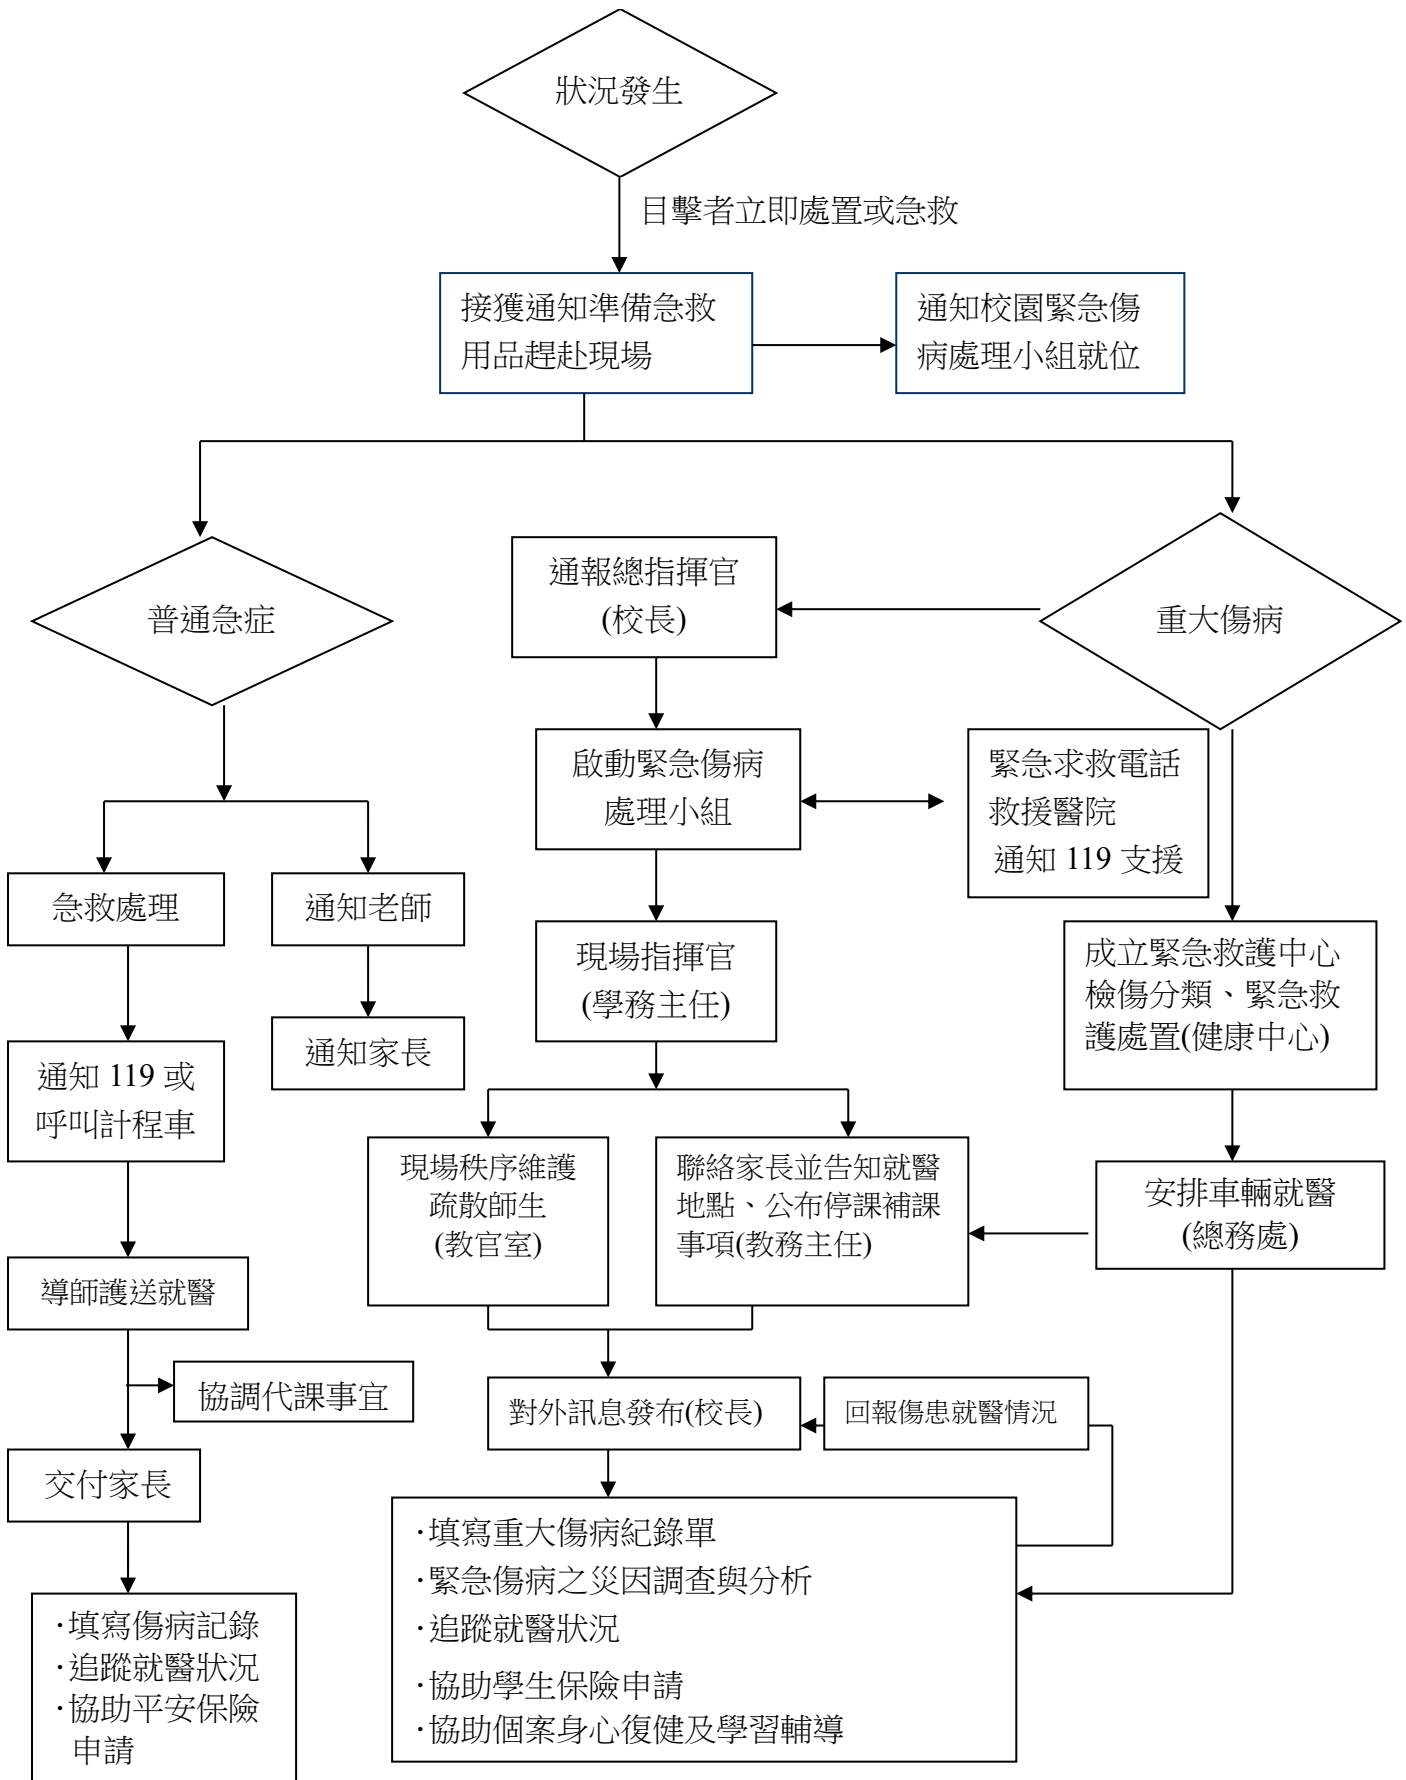 狀況發生
目擊者立即處置或急救
接獲通知準備急救
用品趕赴現場
通知校園緊急傷
病處理小組就位
普通急症
通報總指揮官
(校長)
重大傷病
啟動緊急傷病
處理小組
緊急求救電話
救援醫院
通知 119 支援
急救處理
通知老師
現場指揮官
(學務主任)
成立緊急救護中心
檢傷分類、緊急救
護處置(健康中心)
通知家長
通知 119 或
呼叫計程車
現場秩序維護
疏散師生
(教官室)
聯絡家長並告知就醫
地點、公布停課補課
事項(教務主任)
安排車輛就醫
(總務處)
導師護送就醫
協調代課事宜
對外訊息發布(校長)
回報傷患就醫情況
交付家長
·填寫重大傷病紀錄單
·緊急傷病之災因調查與分析
·追蹤就醫狀況
·協助學生保險申請
·協助個案身心復健及學習輔導
·填寫傷病記錄
·追蹤就醫狀況
·協助平安保險
申請